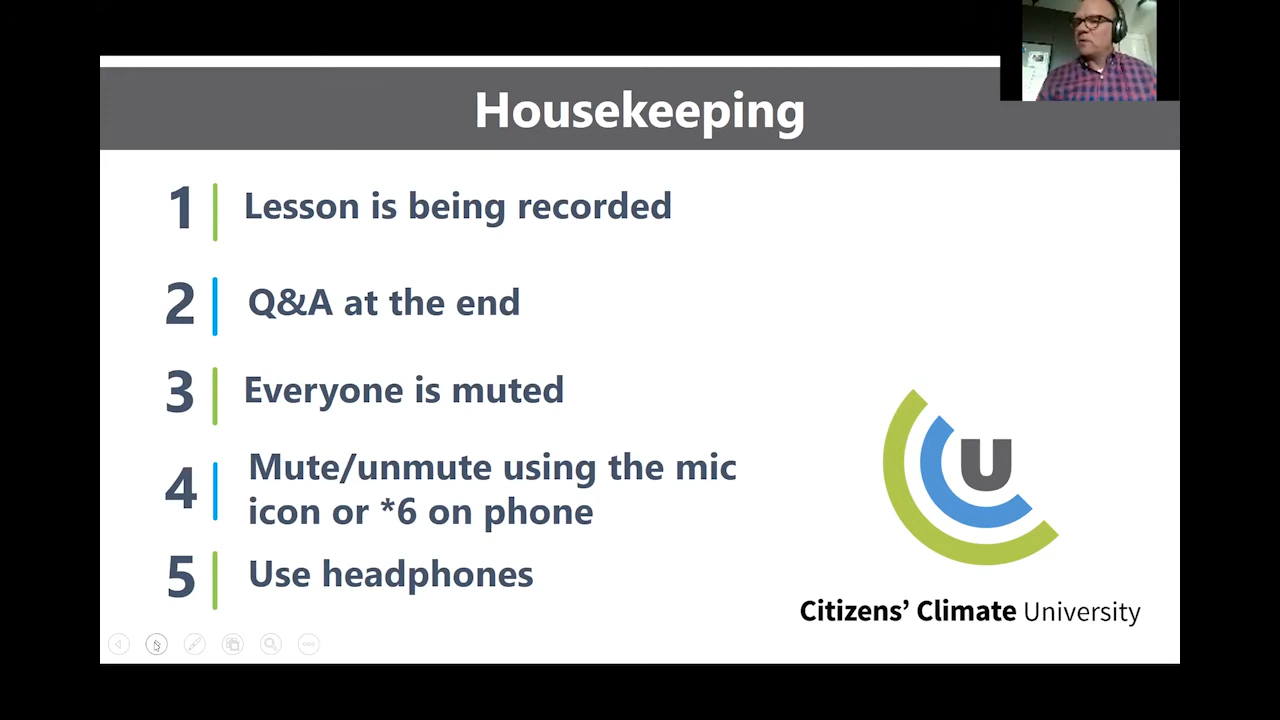 Housekeeping
1 Lesson is being recorded
2 Q&A at the end
3 Everyone is muted
4 Mute/unmute using the mic
icon or *6 on phone
5 Use headphones
U
Citizens’ Climate University